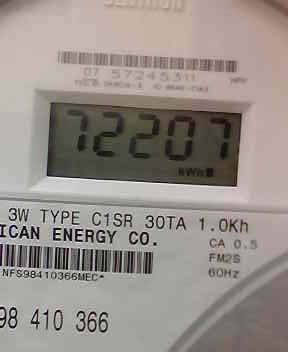 CENTRON
07 57245311
72207
kWh
3W TYPE C1SR 30TA 1.0Kh
ICAN ENERGY CO.
CA 0.5
FM2S
60Hz
NFS98410366MEC*
98 410 366